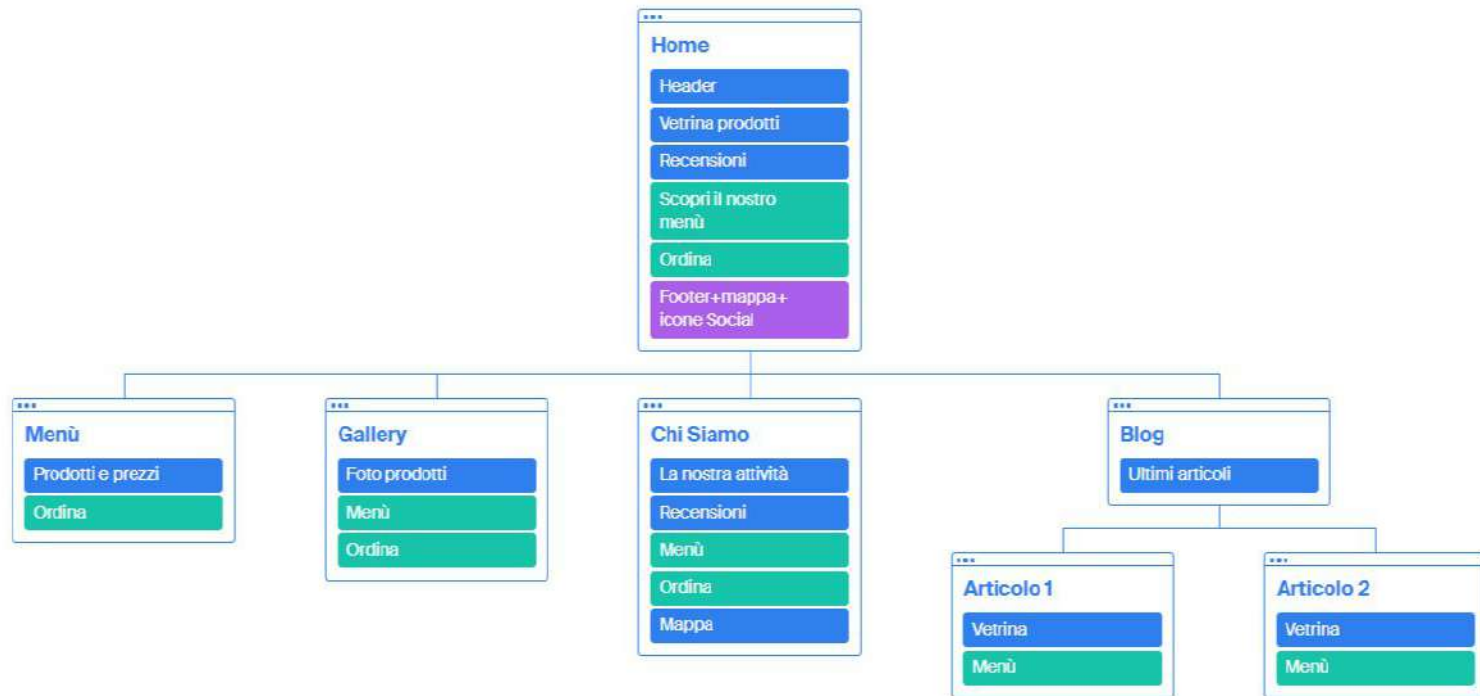 Home
Header
Vetrina prodotti
Recensioni
Scopri il nostro
menù
Ordina
Footer+mappa+
icone Social
Menù
Prodotti e prezzi
Ordina
Gallery
Foto prodotti
Menù
Ordina
Chi Siamo
La nostra attività
Recensioni
Menù
Ordina
Mappa
Blog
Ultimi articoli
Articolo 1
Vetrina
Menù
Articolo 2
Vetrina
Menù